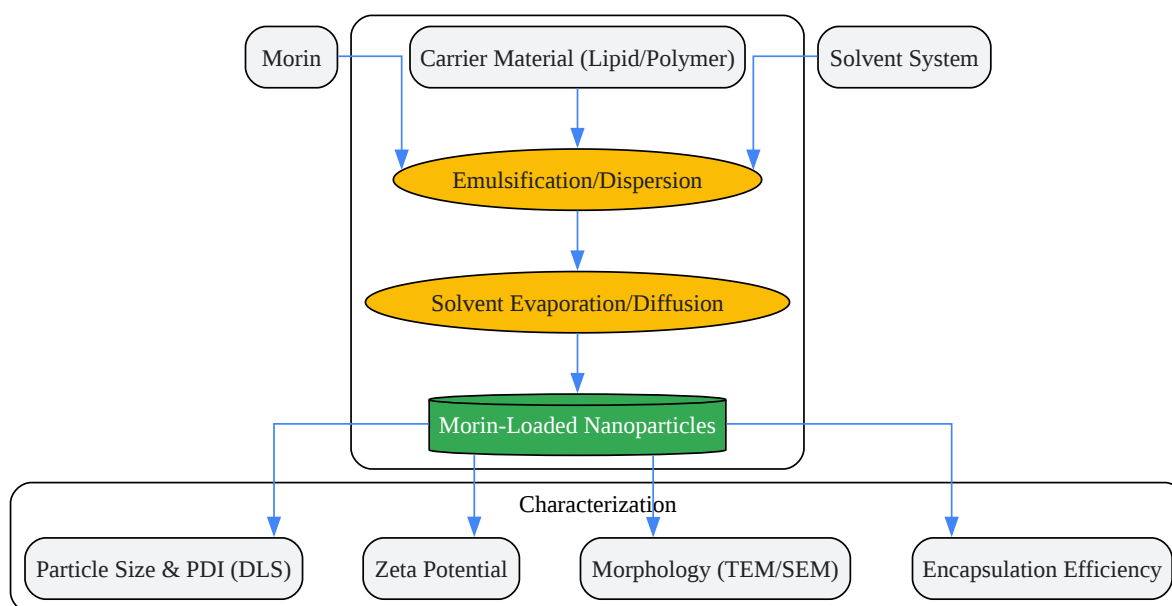 Morin
Carrier Material (Lipid/Polymer)
Solvent System
Emulsification/Dispersion
Solvent Evaporation/Diffusion
Morin-Loaded Nanoparticles
Characterization
Particle Size & PDI (DLS)
Zeta Potential
Morphology (TEM/SEM)
Encapsulation Efficiency